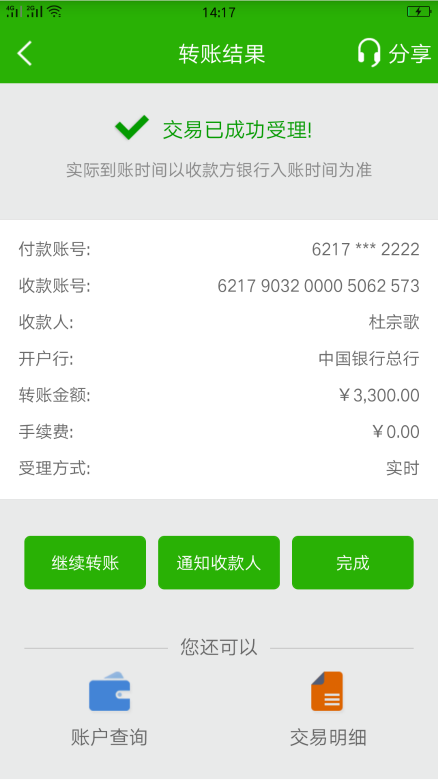 4G 2G 14:17
转账结果 分享
交易已成功受理!
实际到账时间以收款方银行入账时间为准
付款账号: 6217 *** 2222
收款账号: 6217 9032 0000 5062 573
收款人: 杜宗歌
开户行: 中国银行总行
转账金额: ¥3,300.00
手续费: ¥0.00
受理方式: 实时
继续转账 通知收款人 完成
您还可以
账户查询 交易明细